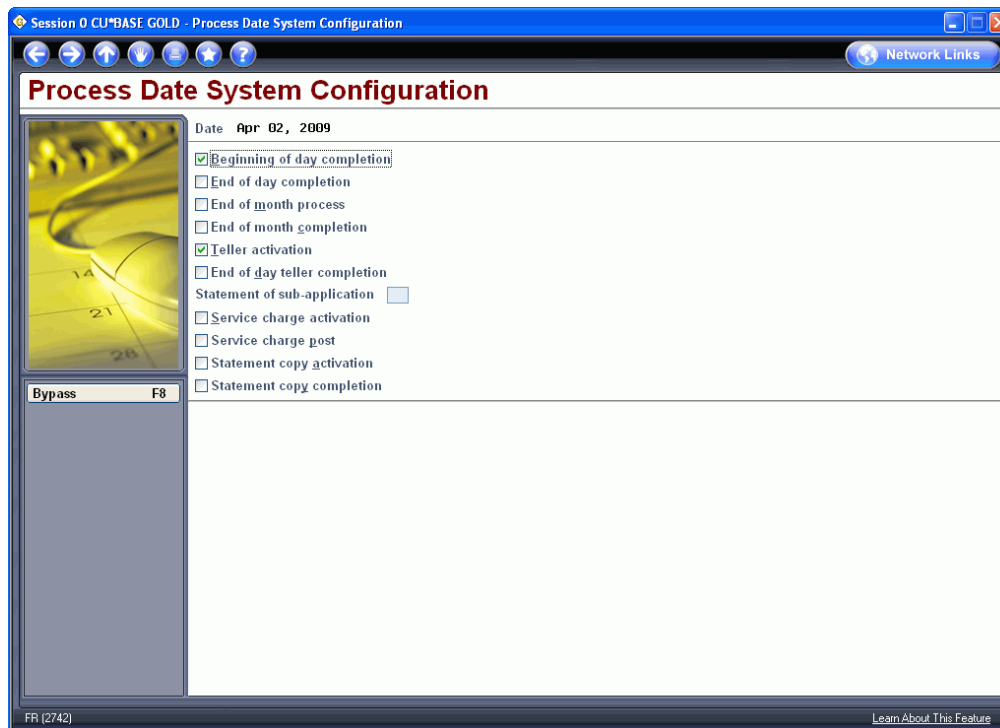 Session 0 CU*BASE GOLD - Process Date System Configuration
Network Links
Process Date System Configuration
Date Apr 02, 2009
Beginning of day completion
End of day completion
End of month process
End of month completion
Teller activation
End of day teller completion
Statement of sub-application
Service charge activation
Service charge post
Statement copy activation
Statement copy completion
14
21
28
Bypass F8
FR (2742)
Learn About This Feature